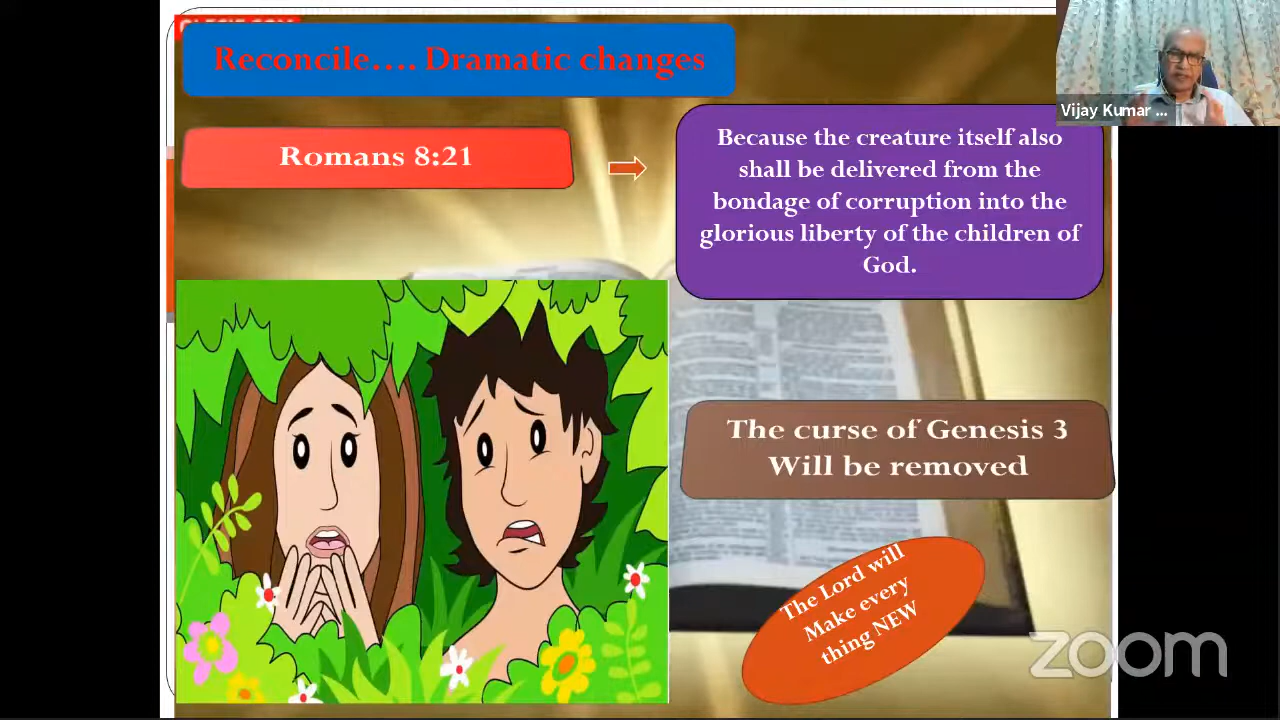 Reconcile.... Dramatic changes
Vijay Kumar ...
Romans 8:21
Because the creature itself also
shall be delivered from the
bondage of corruption into the
glorious liberty of the children of
God.
The curse of Genesis 3
Will be removed
The Lord will
Make every
thing NEW
zoom